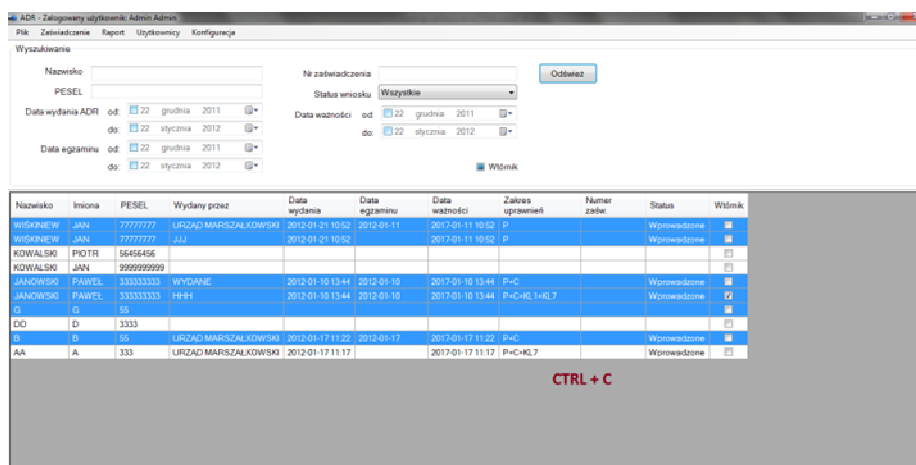 ADR - Zalogowany użytkownik: Admin Admin
Plik Zaświadczenie Raport Użytkownicy Konfiguracja
Wyszukiwanie
Nazwisko Nr zaświadczenia Odśwież
PESEL Status wniosku Wszystkie
Data wydania ADR od: 22 grudnia 2011 Data ważności od: 22 grudnia 2011
do: 22 stycznia 2012 do: 22 stycznia 2012
Data egzaminu od: 22 grudnia 2011
do: 22 stycznia 2012 Wtórnik
Nazwisko Imiona PESEL Wydany przez Data wydania Data egzaminu Data ważności Zakres uprawnień Numer zaśw. Status Wtórnik
WIŚKINIEW JAN 77777777 URZĄD MARSZAŁKOWSKI 2012-01-21 10:52 2012-01-11 2017-01-11 10:52 P Wprowadzone
WIŚKINIEW JAN 77777777 JJJ 2012-01-21 10:52 2017-01-11 10:52 P Wprowadzone
KOWALSKI PIOTR 56456456
KOWALSKI JAN 9999999999
JANOWSKI PAWEŁ 333333333 WYDANE 2012-01-10 13:44 2012-01-10 2017-01-10 13:44 P+C Wprowadzone
JANOWSKI PAWEŁ 333333333 HHH 2012-01-10 13:44 2012-01-10 2017-01-10 13:44 P+C+KL1+KL7 Wprowadzone
G G 55
DO D 3333
B B 55 URZĄD MARSZAŁKOWSKI 2012-01-17 11:22 2012-01-17 2017-01-17 11:22 P+C Wprowadzone
AA A 333 URZĄD MARSZAŁKOWSKI 2012-01-17 11:17 2017-01-17 11:17 P+C+KL7 Wprowadzone
CTRL + C